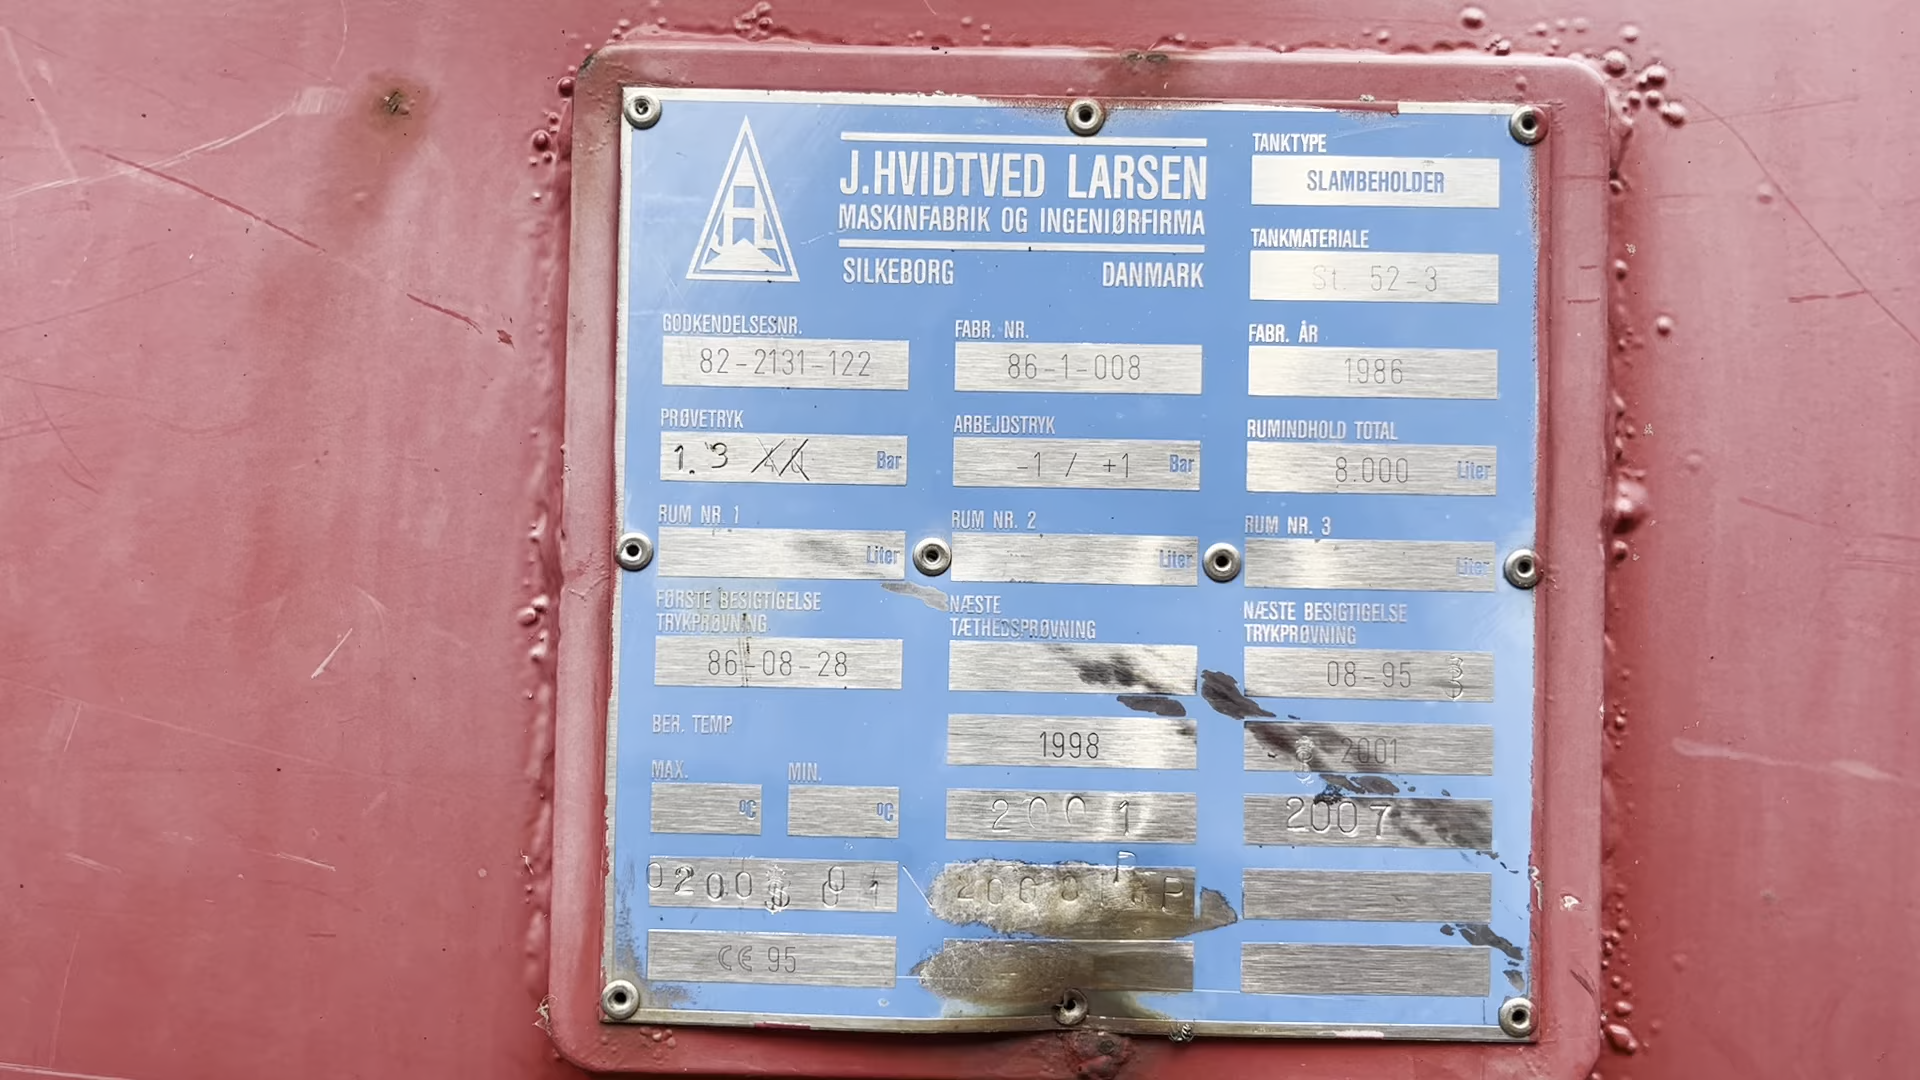 J.HVIDTVED LARSEN
MASKINFABRIK OG INGENIØRFIRMA
SILKEBORG DANMARK
TANKTYPE
SLAMBEHOLDER
TANKMATERIALE
St. 52-3
GODKENDELSESNR.
82-2131-122
FABR. NR.
86-1-008
FABR. ÅR
1986
PRØVETRYK
1.3 Bar
ARBEJDSTRYK
-1 / +1 Bar
RUMINDHOLD TOTAL
8.000 Liter
RUM NR. 1
Liter
RUM NR. 2
Liter
RUM NR. 3
Liter
FØRSTE BESIGTIGELSE
TRYKPRØVNING
86-08-28
NÆSTE
TÆTHEDSPRØVNING
NÆSTE BESIGTIGELSE
TRYKPRØVNING
08-95
1998
2001
BER. TEMP
MAX. °C
MIN. °C
2001
2007
CE 95